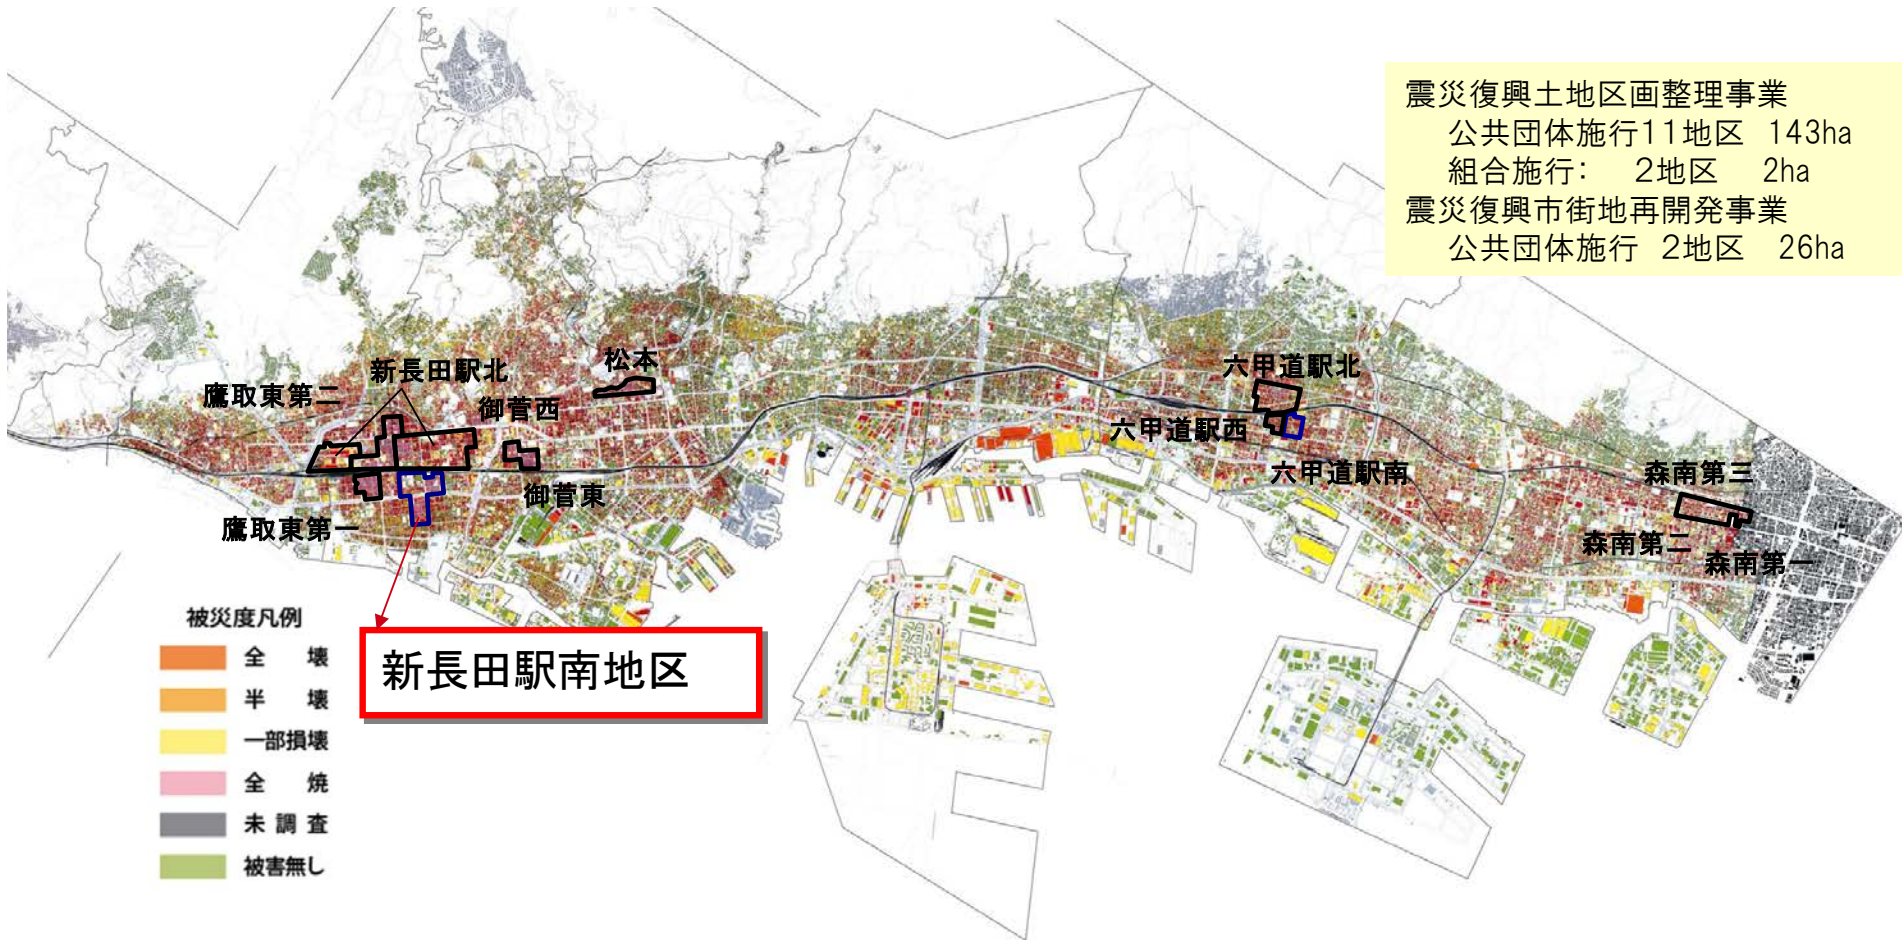 震災復興土地区画整理事業
公共団体施行11地区 143ha
組合施行: 2地区 2ha
震災復興市街地再開発事業
公共団体施行 2地区 26ha
松本
新長田駅北
鷹取東第二
御菅西
六甲道駅北
六甲道駅西
六甲道駅南
森南第三
御菅東
鷹取東第一
森南第二
森南第一
新長田駅南地区
被災度凡例
全 壊
半 壊
一部損壊
全 焼
未 調 査
被害無し